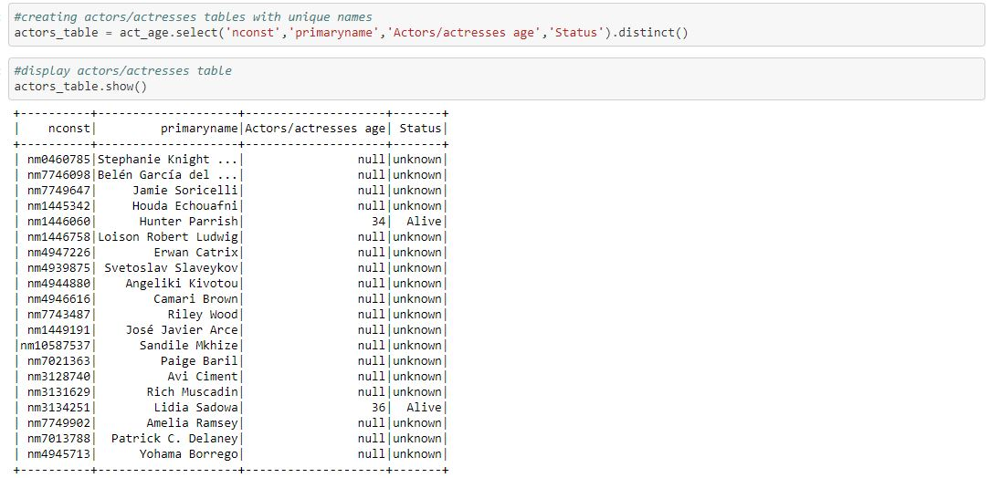 #creating actors/actresses tables with unique names
actors_table = act_age.select('nconst','primaryname','Actors/actresses age','Status').distinct()
#display actors/actresses table
actors_table.show()
+----------+--------------------+--------------------+-------+
|    nconst|         primaryname|Actors/actresses age| Status|
+----------+--------------------+--------------------+-------+
| nm0460785|Stephanie Knight ...|                null|unknown|
| nm7746098|Belén García del ...|                null|unknown|
| nm7749647|     Jamie Soricelli|                null|unknown|
| nm1445342|     Houda Echouafni|                null|unknown|
| nm1446060|      Hunter Parrish|                  34|  Alive|
| nm1446758|Loison Robert Ludwig|                null|unknown|
| nm4947226|        Erwan Catrix|                null|unknown|
| nm4939875| Svetoslav Slaveykov|                null|unknown|
| nm4944880|    Angeliki Kivotou|                null|unknown|
| nm4946616|        Camari Brown|                null|unknown|
| nm7743487|          Riley Wood|                null|unknown|
| nm1449191|    José Javier Arce|                null|unknown|
|nm10587537|      Sandile Mkhize|                null|unknown|
| nm7021363|         Paige Baril|                null|unknown|
| nm3128740|          Avi Ciment|                null|unknown|
| nm3131629|       Rich Muscadin|                null|unknown|
| nm3134251|        Lidia Sadowa|                  36|  Alive|
| nm7749902|       Amelia Ramsey|                null|unknown|
| nm7013788|  Patrick C. Delaney|                null|unknown|
| nm4945713|      Yohama Borrego|                null|unknown|
+----------+--------------------+--------------------+-------+